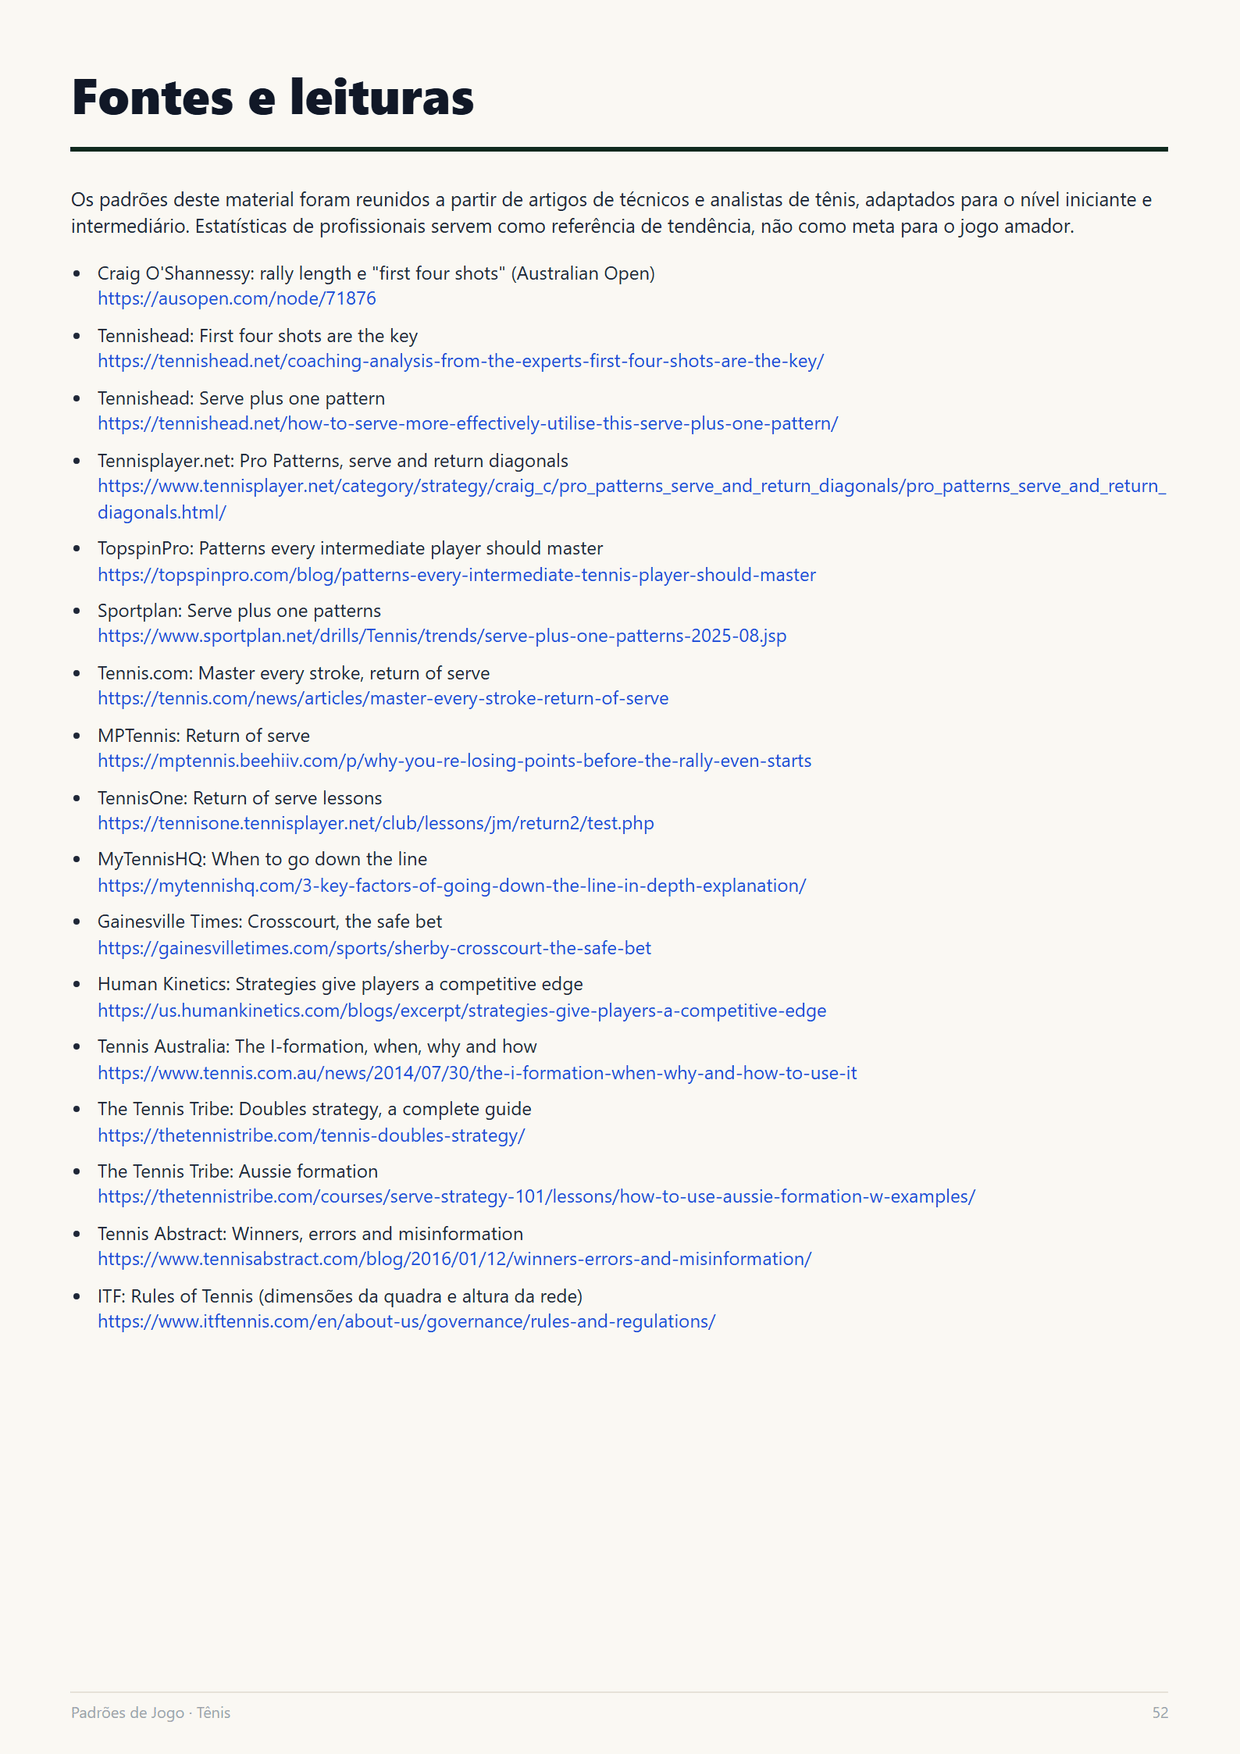 Fontes e leituras
Os padrões deste material foram reunidos a partir de artigos de técnicos e analistas de tênis, adaptados para o nível iniciante e
intermediário. Estatísticas de profissionais servem como referência de tendência, não como meta para o jogo amador.
• Craig O'Shannessy: rally length e "first four shots" (Australian Open)
https://ausopen.com/node/71876
• Tennishead: First four shots are the key
https://tennishead.net/coaching-analysis-from-the-experts-first-four-shots-are-the-key/
• Tennishead: Serve plus one pattern
https://tennishead.net/how-to-serve-more-effectively-utilise-this-serve-plus-one-pattern/
• Tennisplayer.net: Pro Patterns, serve and return diagonals
https://www.tennisplayer.net/category/strategy/craig_c/pro_patterns_serve_and_return_diagonals/pro_patterns_serve_and_return_
diagonals.html/
• TopspinPro: Patterns every intermediate player should master
https://topspinpro.com/blog/patterns-every-intermediate-tennis-player-should-master
• Sportplan: Serve plus one patterns
https://www.sportplan.net/drills/Tennis/trends/serve-plus-one-patterns-2025-08.jsp
• Tennis.com: Master every stroke, return of serve
https://tennis.com/news/articles/master-every-stroke-return-of-serve
• MPTennis: Return of serve
https://mptennis.beehiiv.com/p/why-you-re-losing-points-before-the-rally-even-starts
• TennisOne: Return of serve lessons
https://tennisone.tennisplayer.net/club/lessons/jm/return2/test.php
• MyTennisHQ: When to go down the line
https://mytennishq.com/3-key-factors-of-going-down-the-line-in-depth-explanation/
• Gainesville Times: Crosscourt, the safe bet
https://gainesvilletimes.com/sports/sherby-crosscourt-the-safe-bet
• Human Kinetics: Strategies give players a competitive edge
https://us.humankinetics.com/blogs/excerpt/strategies-give-players-a-competitive-edge
• Tennis Australia: The I-formation, when, why and how
https://www.tennis.com.au/news/2014/07/30/the-i-formation-when-why-and-how-to-use-it
• The Tennis Tribe: Doubles strategy, a complete guide
https://thetennistribe.com/tennis-doubles-strategy/
• The Tennis Tribe: Aussie formation
https://thetennistribe.com/courses/serve-strategy-101/lessons/how-to-use-aussie-formation-w-examples/
• Tennis Abstract: Winners, errors and misinformation
https://www.tennisabstract.com/blog/2016/01/12/winners-errors-and-misinformation/
• ITF: Rules of Tennis (dimensões da quadra e altura da rede)
https://www.itftennis.com/en/about-us/governance/rules-and-regulations/
Padrões de Jogo · Tênis
52